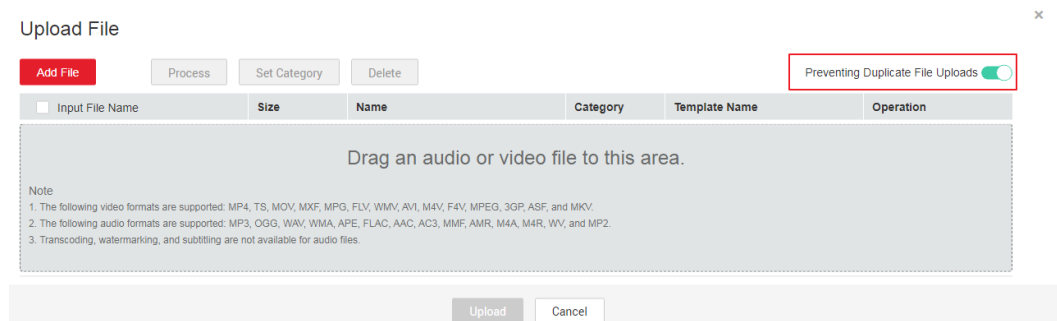 ×
Upload File
Add File Process Set Category Delete Preventing Duplicate File Uploads
Input File Name Size Name Category Template Name Operation
Drag an audio or video file to this area.
Note
1. The following video formats are supported: MP4, TS, MOV, MXF, MPG, FLV, WMV, AVI, M4V, F4V, MPEG, 3GP, ASF, and MKV.
2. The following audio formats are supported: MP3, OGG, WAV, WMA, APE, FLAC, AAC, AC3, MMF, AMR, M4A, M4R, WV, and MP2.
3. Transcoding, watermarking, and subtitling are not available for audio files.
Upload Cancel